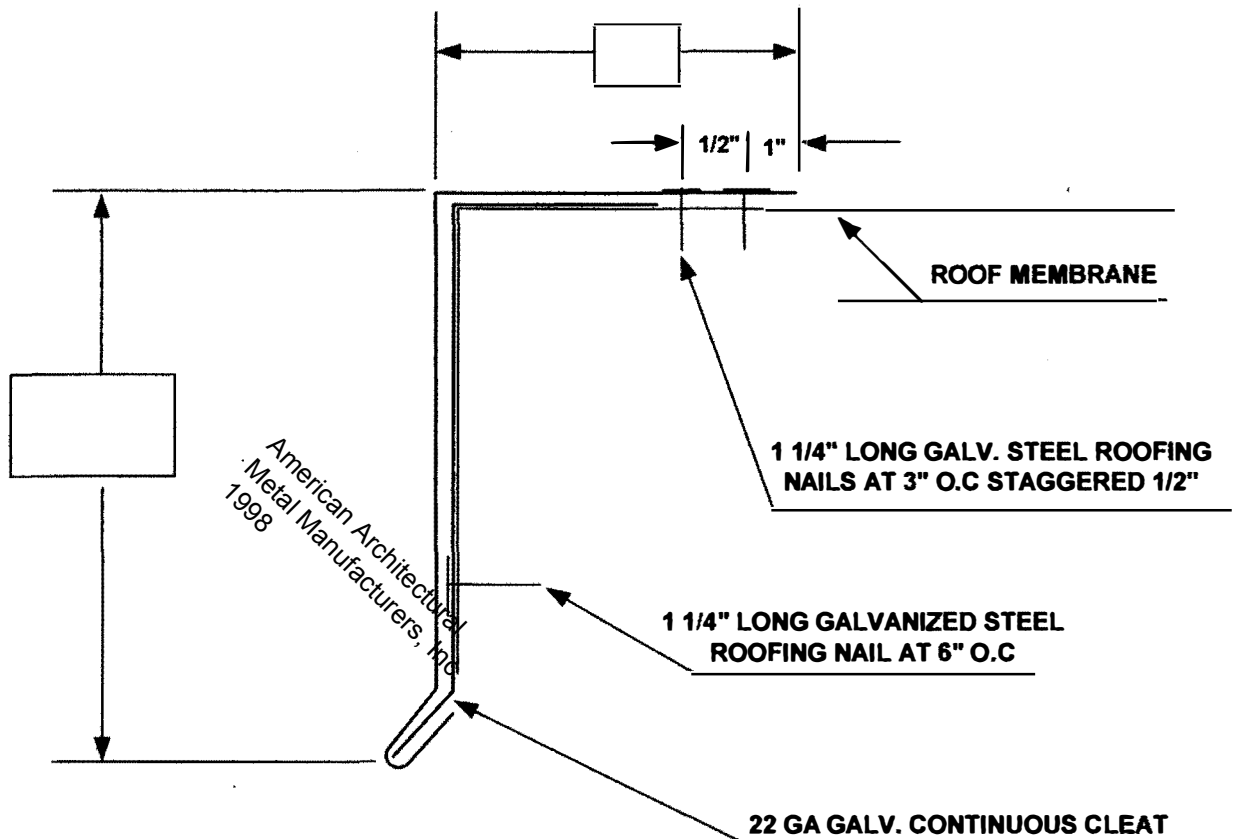 1/2" 1"
ROOF MEMBRANE
1 1/4" LONG GALV. STEEL ROOFING
NAILS AT 3" O.C STAGGERED 1/2"
American Architectural
Metal Manufacturers, Inc
1998
1 1/4" LONG GALVANIZED STEEL
ROOFING NAIL AT 6" O.C
22 GA GALV. CONTINUOUS CLEAT